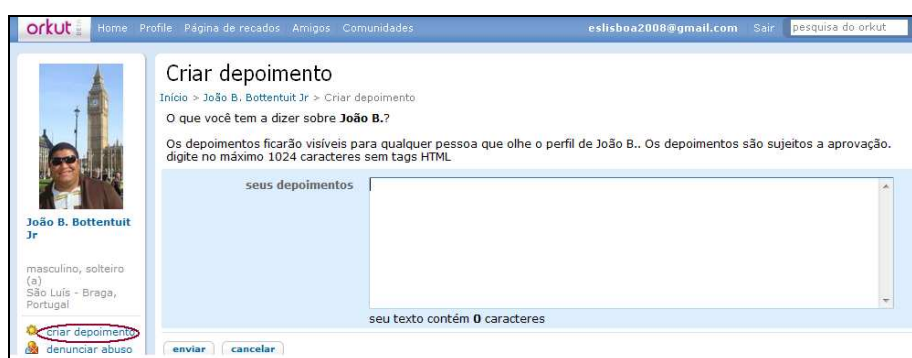 orkut Home Profile Página de recados Amigos Comunidades eslisboa2008@gmail.com Sair pesquisa do orkut
Criar depoimento
Início > João B. Bottentuit Jr > Criar depoimento
O que você tem a dizer sobre João B.?
Os depoimentos ficarão visíveis para qualquer pessoa que olhe o perfil de João B.. Os depoimentos são sujeitos a aprovação.
digite no máximo 1024 caracteres sem tags HTML
seus depoimentos
seu texto contém 0 caracteres
enviar cancelar
João B. Bottentuit
Jr
masculino, solteiro
(a)
São Luís - Braga,
Portugal
criar depoimento
denunciar abuso